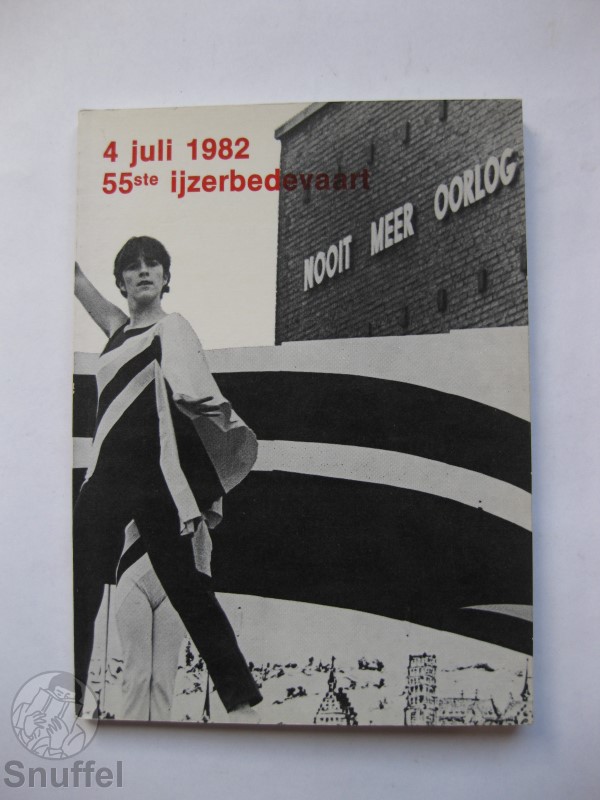 4 juli 1982
55ste ijzerbedevaart
NOOIT MEER OORLOG
Snuffel